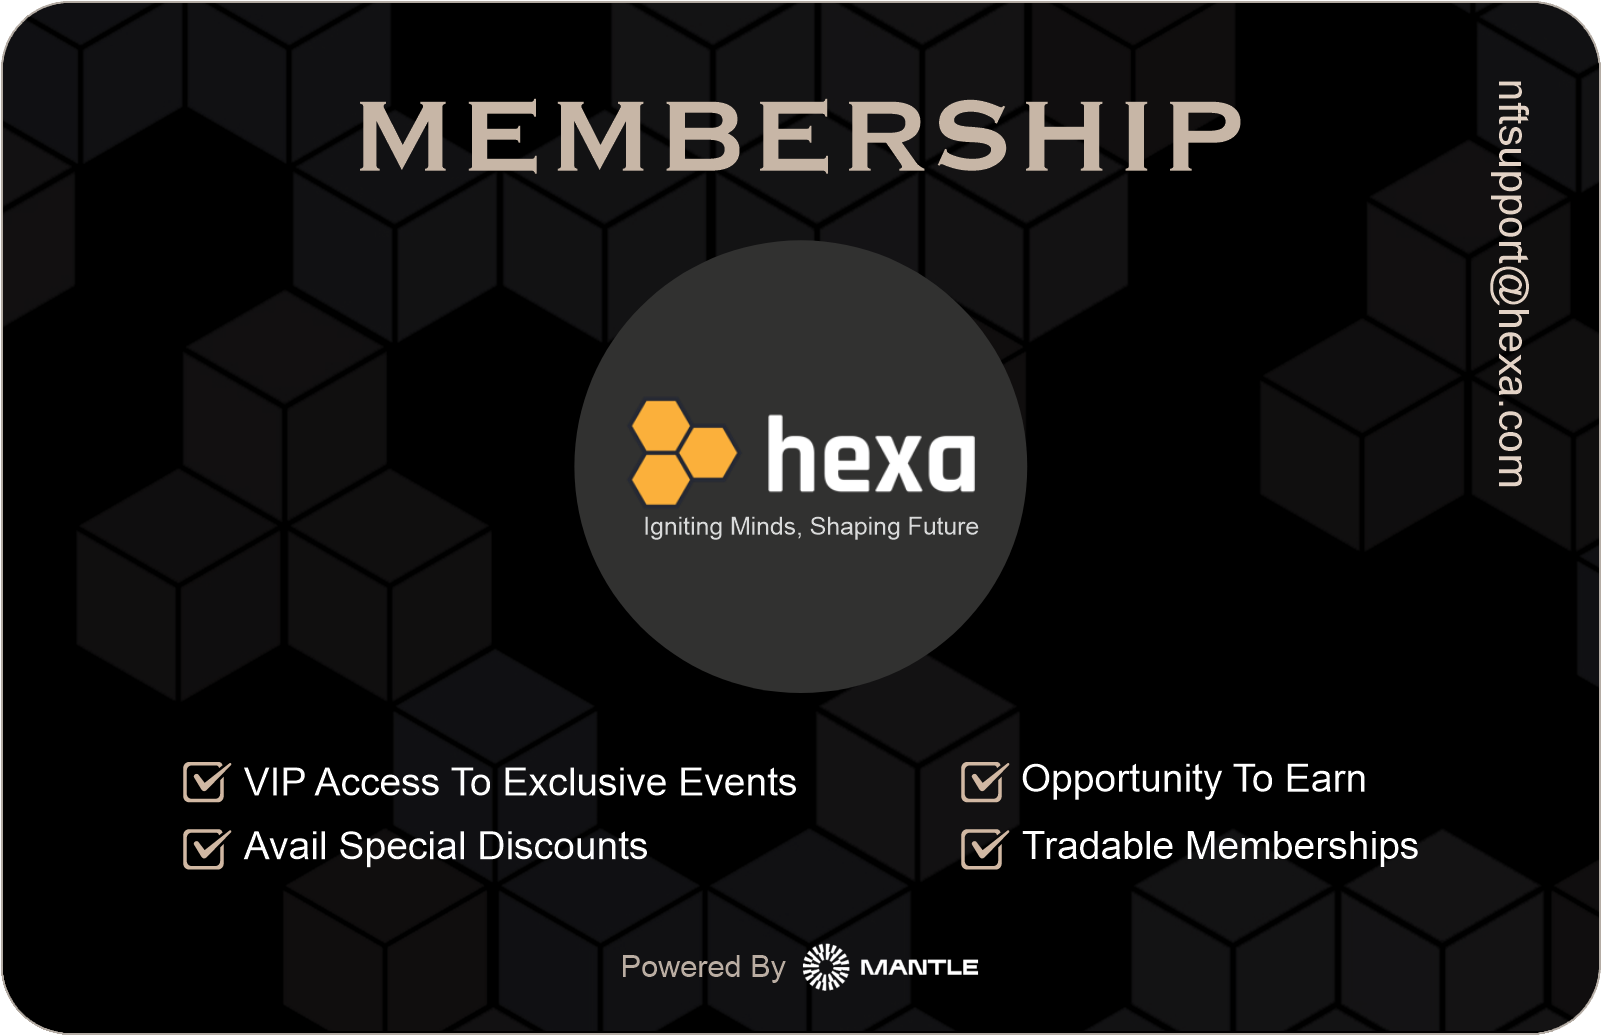 MEMBERSHIP
nftsupport@hexa.com
hexa
Igniting Minds, Shaping Future
VIP Access To Exclusive Events
Opportunity To Earn
Avail Special Discounts
Tradable Memberships
Powered By MANTLE